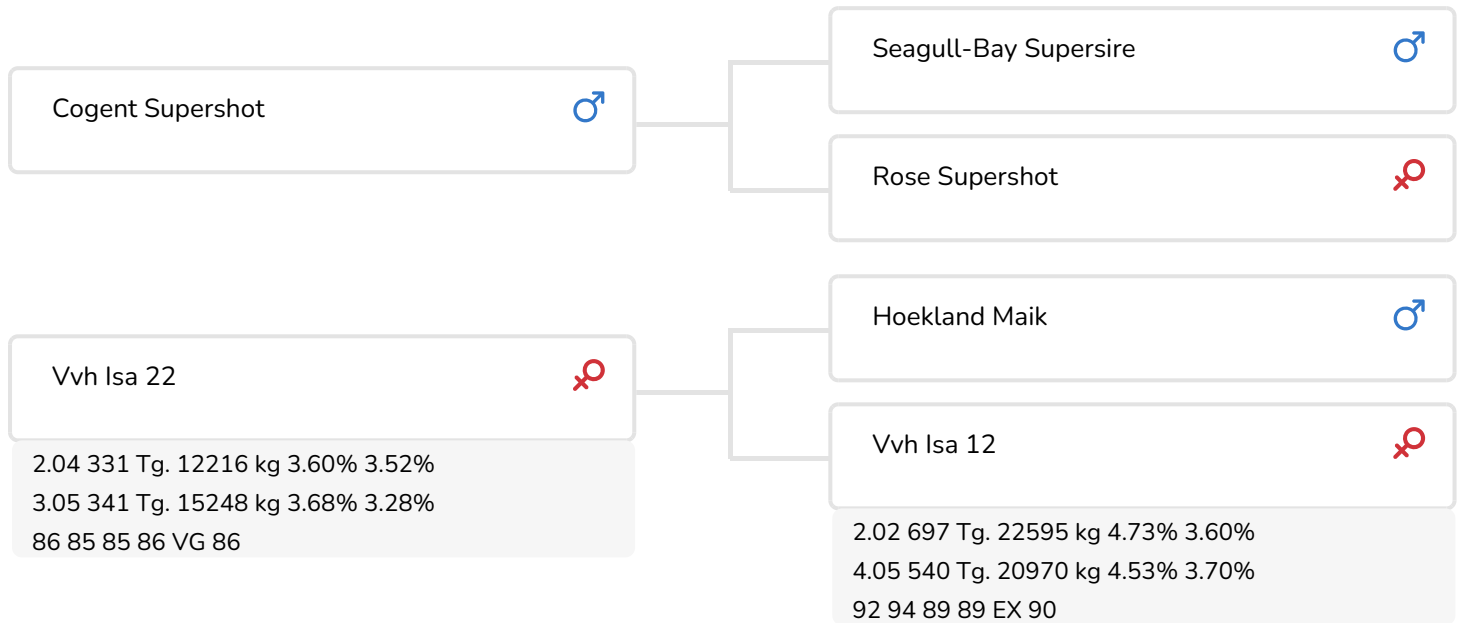 Cogent Supershot
Seagull-Bay Supersire
Rose Supershot
Vvh Isa 22
2.04 331 Tg. 12216 kg 3.60% 3.52%
3.05 341 Tg. 15248 kg 3.68% 3.28%
86 85 85 86 VG 86
Hoekland Maik
Vvh Isa 12
2.02 697 Tg. 22595 kg 4.73% 3.60%
4.05 540 Tg. 20970 kg 4.53% 3.70%
92 94 89 89 EX 90